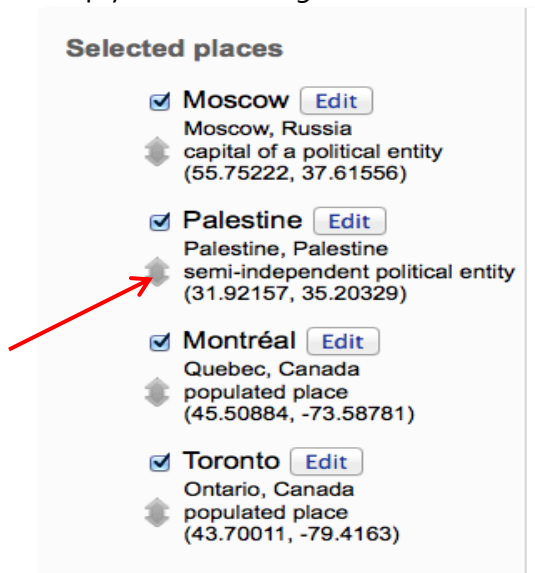 Selected places
Moscow Edit
Moscow, Russia
capital of a political entity
(55.75222, 37.61556)
Palestine Edit
Palestine, Palestine
semi-independent political entity
(31.92157, 35.20329)
Montréal Edit
Quebec, Canada
populated place
(45.50884, -73.58781)
Toronto Edit
Ontario, Canada
populated place
(43.70011, -79.4163)